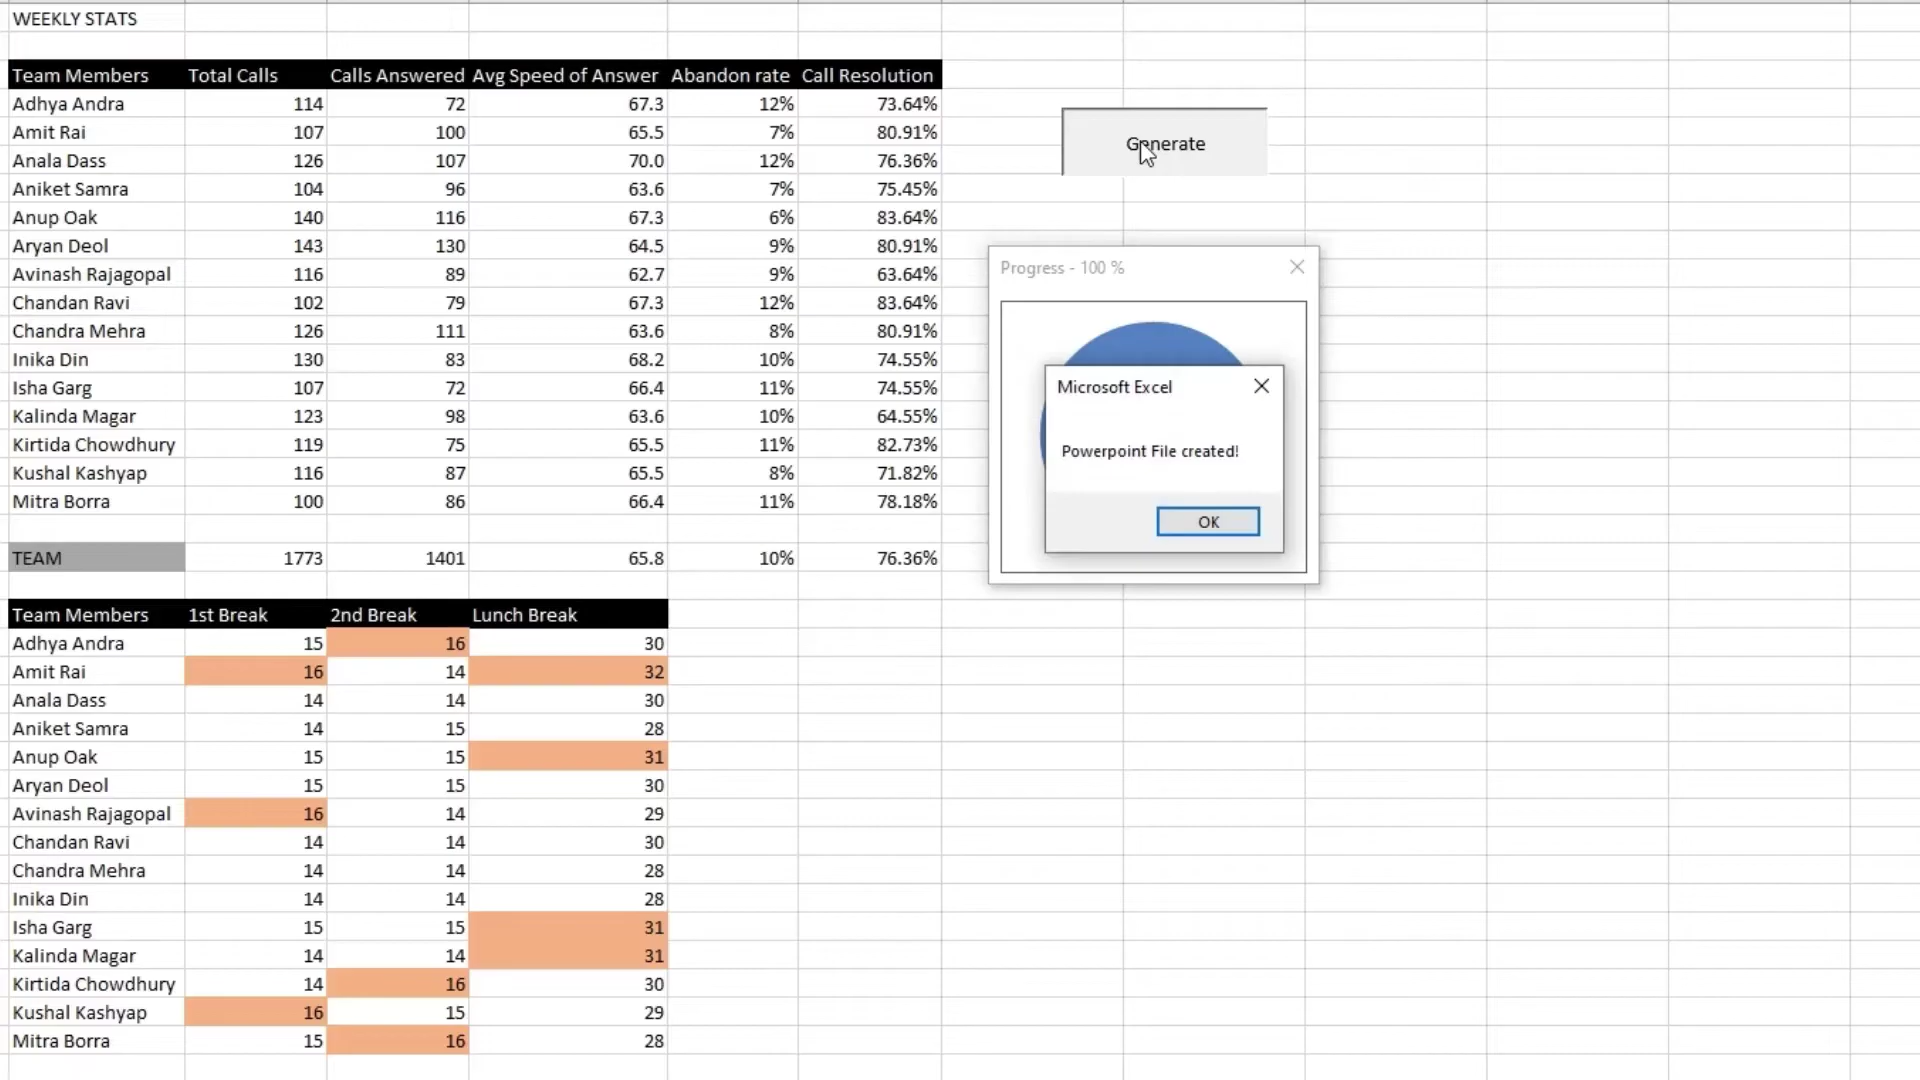 WEEKLY STATS
Team Members Total Calls Calls Answered Avg Speed of Answer Abandon rate Call Resolution
Adhya Andra 114 72 67.3 12% 73.64%
Amit Rai 107 100 65.5 7% 80.91%
Anala Dass 126 107 70.0 12% 76.36%
Aniket Samra 104 96 63.6 7% 75.45%
Anup Oak 140 116 67.3 6% 83.64%
Aryan Deol 143 130 64.5 9% 80.91%
Avinash Rajagopal 116 89 62.7 9% 63.64%
Chandan Ravi 102 79 67.3 12% 83.64%
Chandra Mehra 126 111 63.6 8% 80.91%
Inika Din 130 83 68.2 10% 74.55%
Isha Garg 107 72 66.4 11% 74.55%
Kalinda Magar 123 98 63.6 10% 64.55%
Kirtida Chowdhury 119 75 65.5 11% 82.73%
Kushal Kashyap 116 87 65.5 8% 71.82%
Mitra Borra 100 86 66.4 11% 78.18%
TEAM 1773 1401 65.8 10% 76.36%
Team Members 1st Break 2nd Break Lunch Break
Adhya Andra 15 16 30
Amit Rai 16 14 32
Anala Dass 14 14 30
Aniket Samra 14 15 28
Anup Oak 15 15 31
Aryan Deol 15 15 30
Avinash Rajagopal 16 14 29
Chandan Ravi 14 14 30
Chandra Mehra 14 14 28
Inika Din 14 14 28
Isha Garg 15 15 31
Kalinda Magar 14 14 31
Kirtida Chowdhury 14 16 30
Kushal Kashyap 16 15 29
Mitra Borra 15 16 28
Generate
Progress - 100 %
Microsoft Excel
Powerpoint File created!
OK